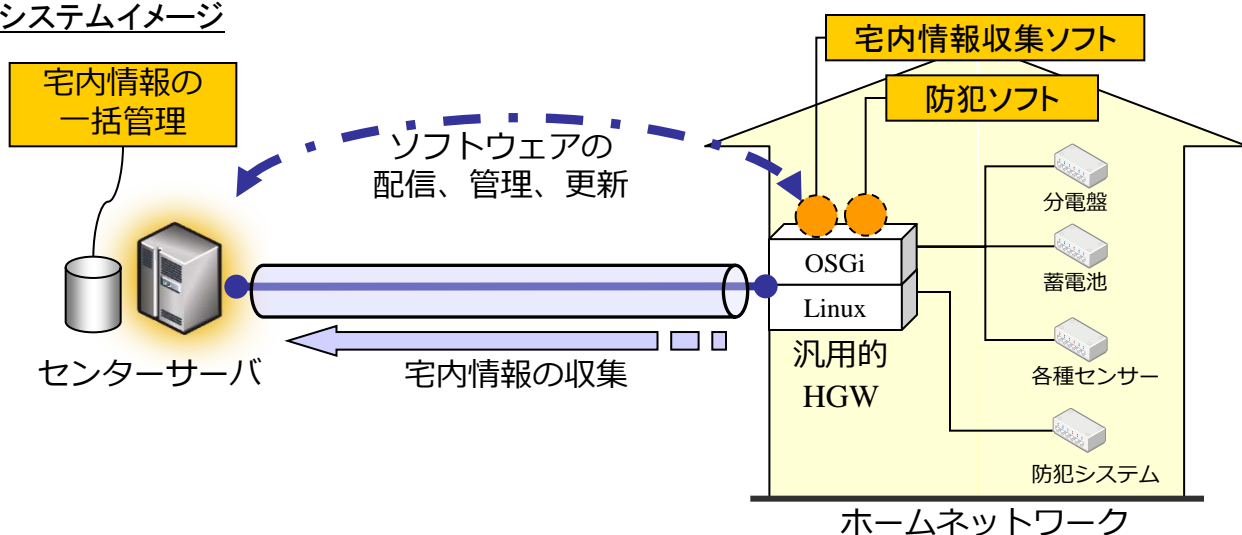 システムイメージ
宅内情報の
一括管理
センターサーバ
ソフトウェアの
配信、管理、更新
宅内情報の収集
宅内情報収集ソフト
防犯ソフト
OSGi
Linux
汎用的
HGW
分電盤
蓄電池
各種センサー
防犯システム
ホームネットワーク